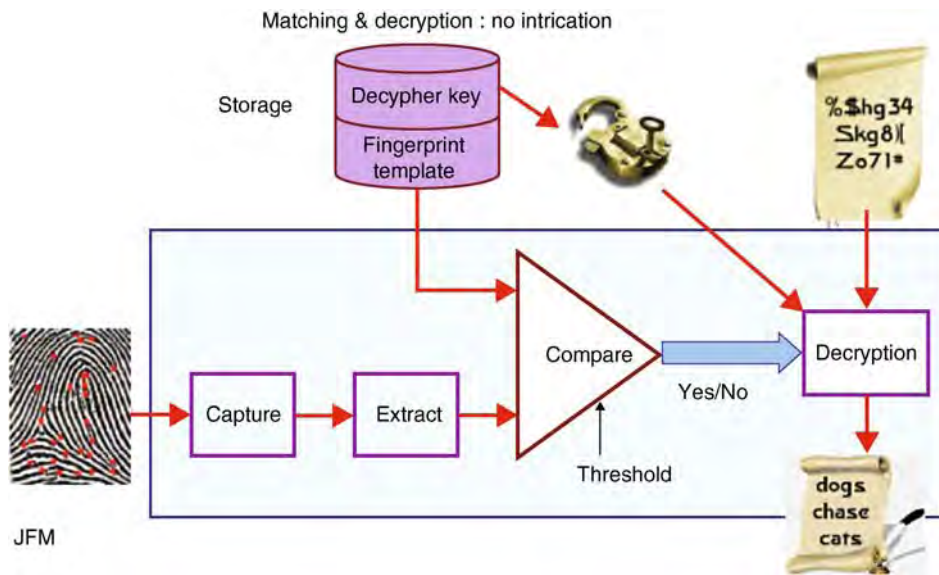 Matching & decryption : no intrication
Storage
Decypher key
Fingerprint
template
%$hg34
Skg8)(
Zo71=
Capture
Extract
Compare
Threshold
Yes/No
Decryption
dogs
chase
cats
JFM